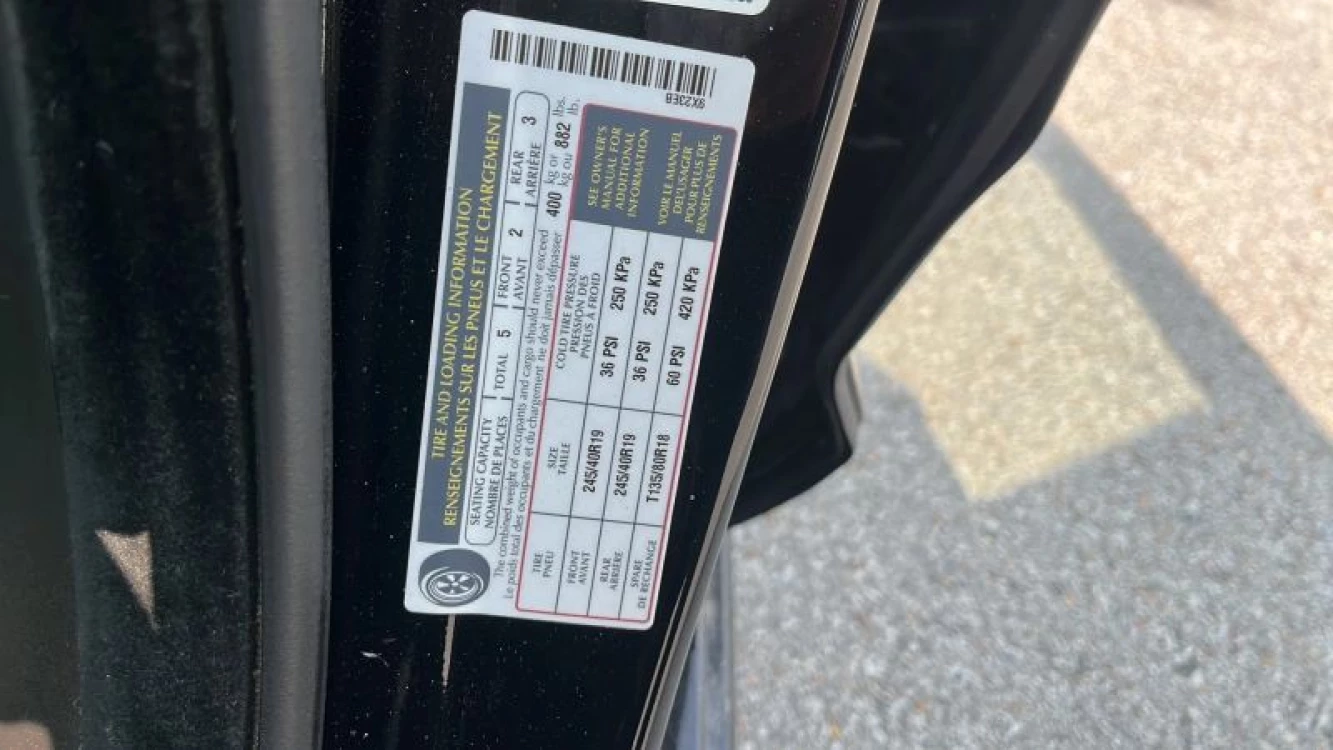 9X23EB
TIRE AND LOADING INFORMATION
RENSEIGNEMENTS SUR LES PNEUS ET LE CHARGEMENT
SEATING CAPACITY
NOMBRE DE PLACES
TOTAL 5
FRONT
AVANT
2
REAR
ARRIÈRE
3
The combined weight of occupants and cargo should never exceed 400 kg or 882 lbs.
Le poids total des occupants et du chargement ne doit jamais dépasser kg ou lb.
TIRE
PNEU
SIZE
TAILLE
COLD TIRE PRESSURE
PRESSION DES
PNEUS À FROID
FRONT
AVANT
245/40R19
36 PSI 250 KPa
REAR
ARRIÈRE
245/40R19
36 PSI 250 KPa
SPARE
DE RECHANGE
T135/80R18
60 PSI 420 KPa
SEE OWNER'S
MANUAL FOR
ADDITIONAL
INFORMATION
VOIR LE MANUEL
DE L'USAGER
POUR PLUS DE
RENSEIGNEMENTS